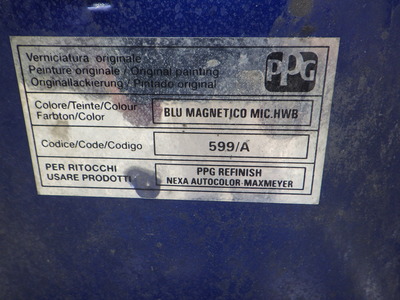 Verniciatura originale
Peinture originale / Original painting
Originallackierung / Pintado original
PPG
Colore/Teinte/Colour
Farbton/Color
BLU MAGNETICO MIC.HWB
Codice/Code/Codigo
599/A
PER RITOCCHI
USARE PRODOTTI
PPG REFINISH
NEXA AUTOCOLOR-MAXMEYER